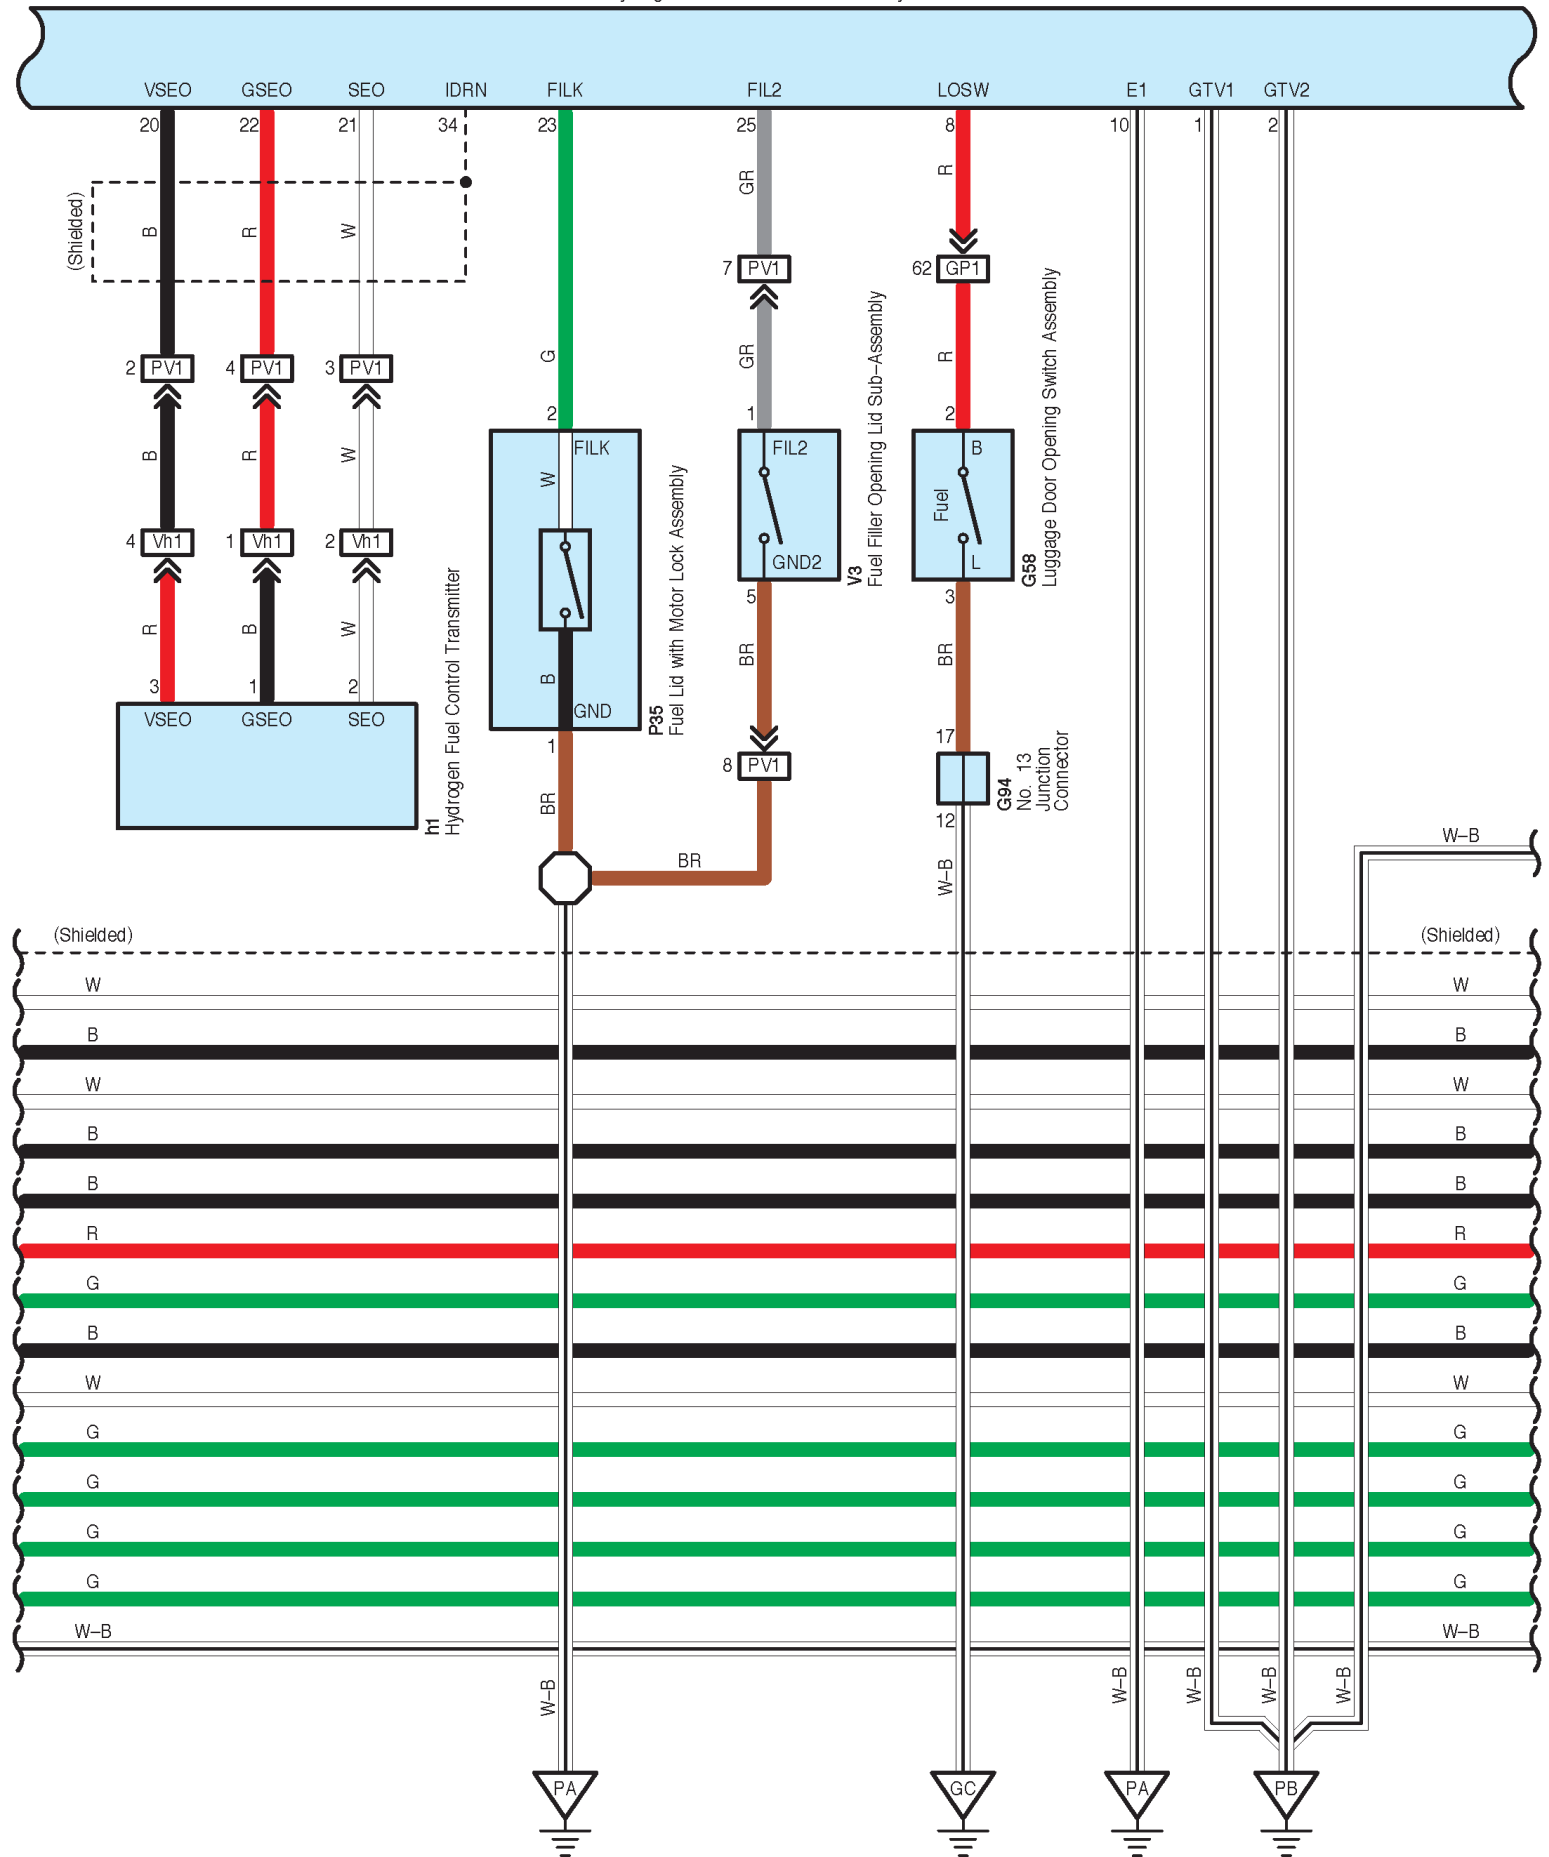 VSEO GSEO SEO IDRN FILK FIL2 LOSW E1 GTV1 GTV2
20 22 21 34 23 25 8 10 1 2
(Shielded)
B R W G GR R
7 PV1
62 GP1
2 PV1 4 PV1 3 PV1
B R W GR R
2 1 2
FILK FIL2 B
W Fuel
4 Vh1 1 Vh1 2 Vh1
GND2 L
5 3
R B W B BR BR
3 1 2
VSEO GSEO SEO
GND
1
h1
Hydrogen Fuel Control Transmitter
P35
Fuel Lid with Motor Lock Assembly
V3
Fuel Filler Opening Lid Sub-Assembly
G58
Luggage Door Opening Switch Assembly
17
8 PV1
G94
No. 13
Junction
Connector
BR
12
BR
W-B
W-B
(Shielded) (Shielded)
W W
B B
W W
B B
B B
R R
G G
B B
W W
G G
G G
G G
G G
W-B W-B
W-B W-B W-B W-B W-B
PA GC PA PB